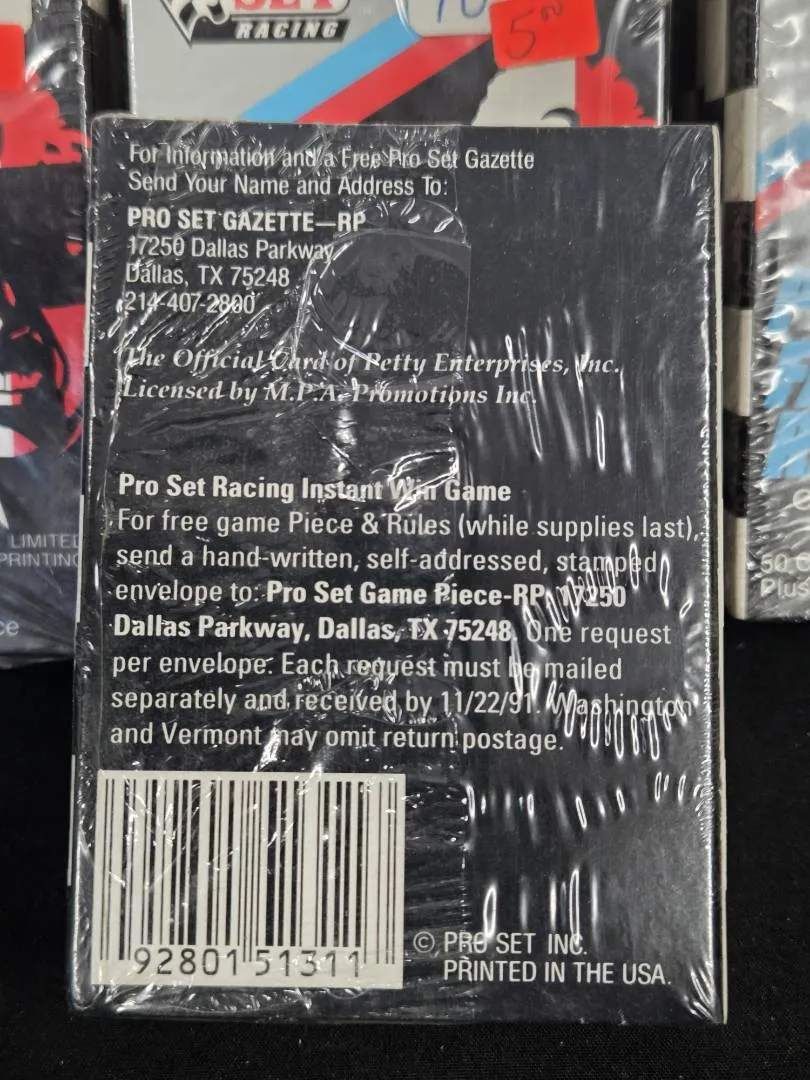 RACING
5.00
For Information and a Free Pro Set Gazette
Send Your Name and Address To:
PRO SET GAZETTE—RP
17250 Dallas Parkway
Dallas, TX 75248
214-407-2800
The Official Card of Petty Enterprises, Inc.
Licensed by M.P.A. Promotions Inc.
Pro Set Racing Instant Win Game
For free game Piece & Rules (while supplies last),
send a hand-written, self-addressed, stamped
envelope to: Pro Set Game Piece-RP, 17250
Dallas Parkway, Dallas, TX 75248. One request
per envelope. Each request must be mailed
separately and received by 11/22/91. Washington
and Vermont may omit return postage.
92801 51311
© PRO SET INC.
PRINTED IN THE USA.
LIMITED
PRINTING